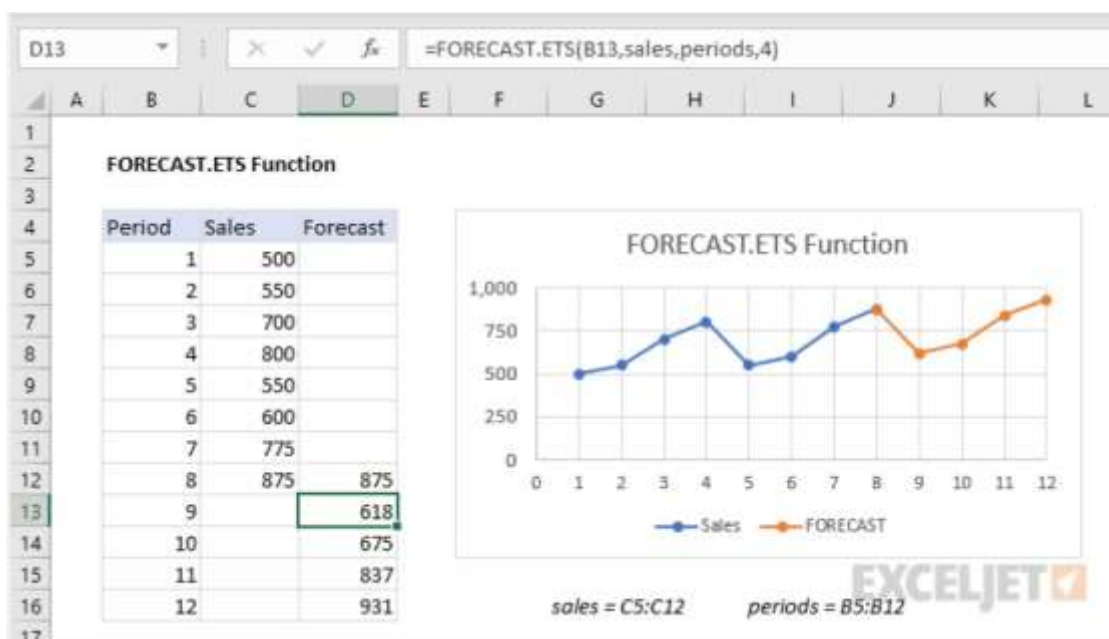 D13 =FORECAST.ETS(B13,sales,periods,4)
A B C D E F G H I J K L
1
2 FORECAST.ETS Function
3
4 Period Sales Forecast
5 1 500
6 2 550
7 3 700
8 4 800
9 5 550
10 6 600
11 7 775
12 8 875 875
13 9 618
14 10 675
15 11 837
16 12 931
17
FORECAST.ETS Function
1,000
750
500
250
0
0 1 2 3 4 5 6 7 8 9 10 11 12
Sales FORECAST
sales = C5:C12 periods = B5:B12
EXCELJET